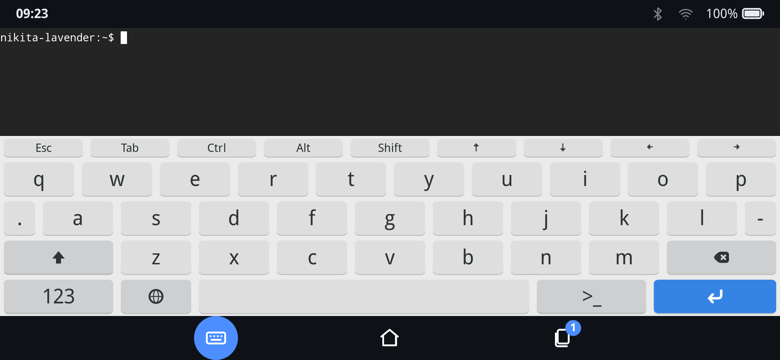 09:23 100%
nikita-lavender:~$
Esc Tab Ctrl Alt Shift ↑ ↓ ← →
q w e r t y u i o p
. a s d f g h j k l -
z x c v b n m
123 >_
1